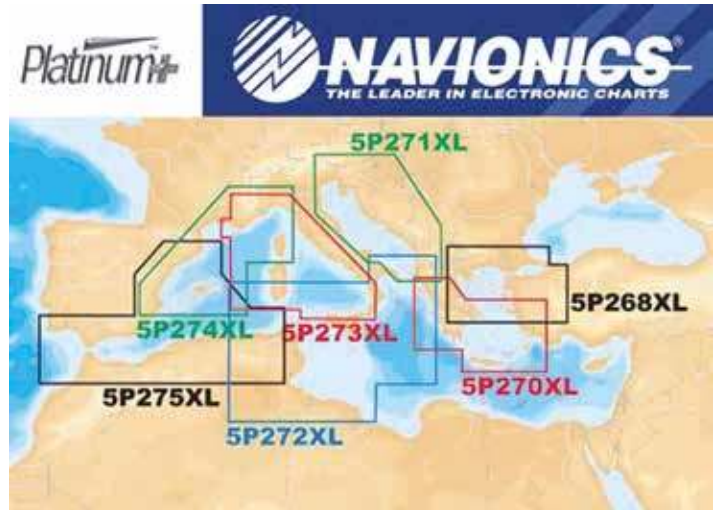 Platinum+
NAVIONICS®
THE LEADER IN ELECTRONIC CHARTS
5P271XL
5P268XL
5P274XL
5P273XL
5P270XL
5P275XL
5P272XL